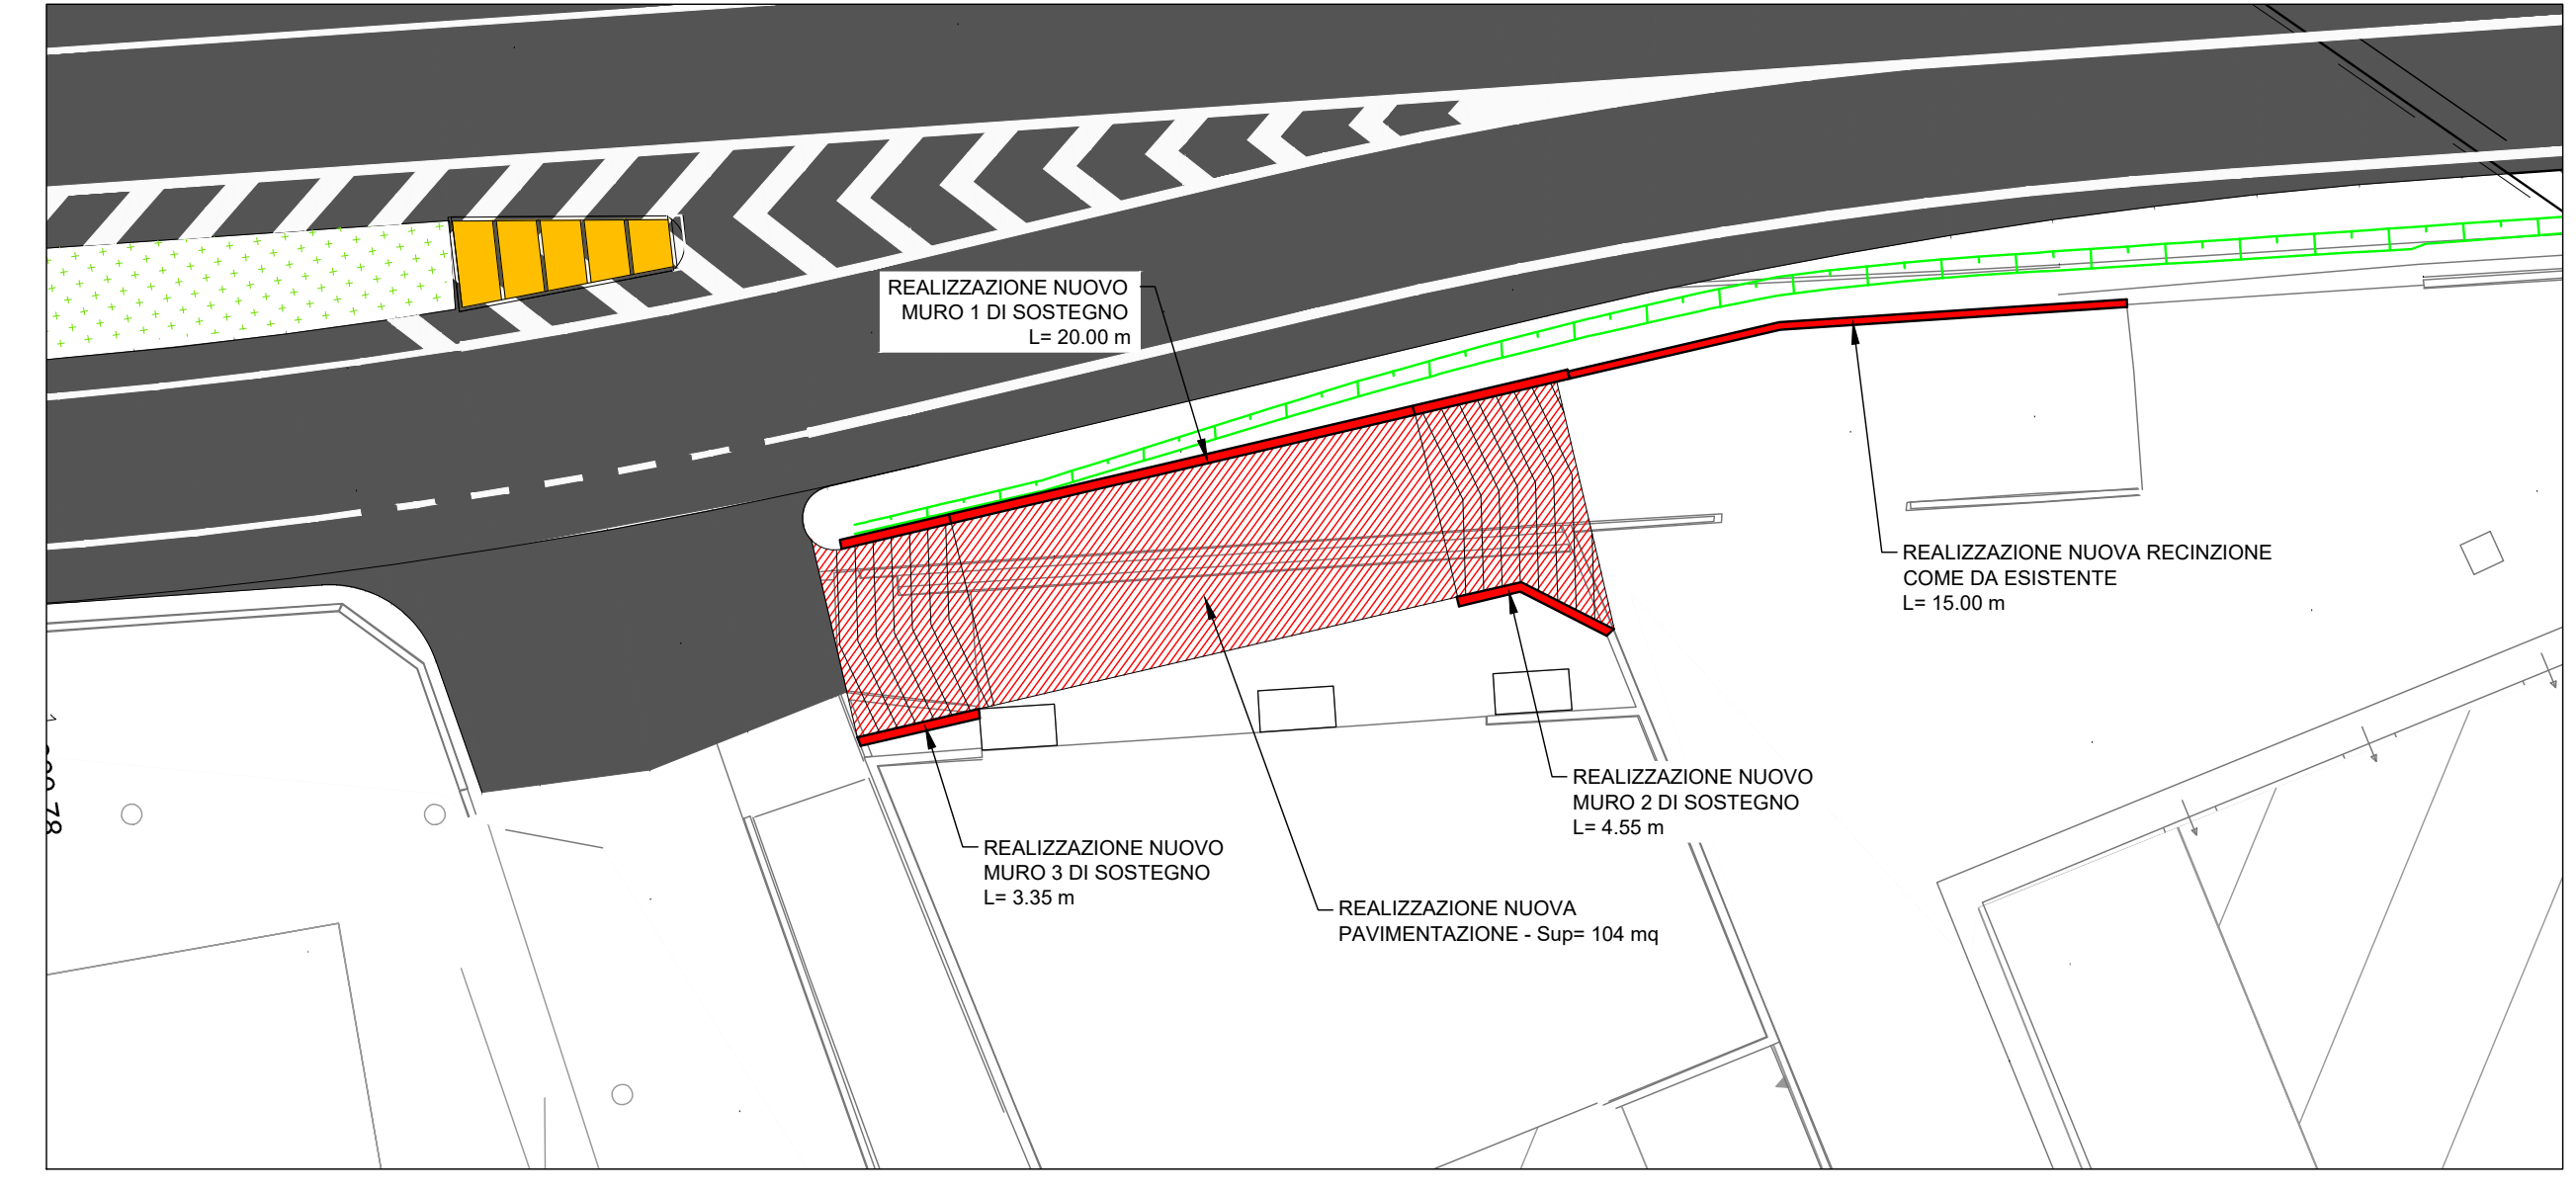 REALIZZAZIONE NUOVO
MURO 1 DI SOSTEGNO
L= 20.00 m
REALIZZAZIONE NUOVA RECINZIONE
COME DA ESISTENTE
L= 15.00 m
REALIZZAZIONE NUOVO
MURO 2 DI SOSTEGNO
L= 4.55 m
REALIZZAZIONE NUOVO
MURO 3 DI SOSTEGNO
L= 3.35 m
REALIZZAZIONE NUOVA
PAVIMENTAZIONE - Sup= 104 mq